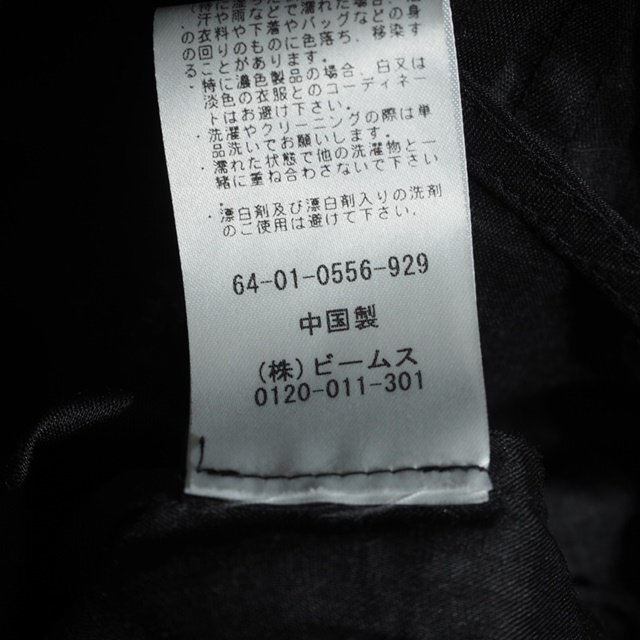 汗や雨などで濡れた場合、身
の衣料や下着やバッグなどの
の回りのものに色落ち、移染す
ることがあります。
・特に濃色製品の場合、白又は
淡色の衣服とのコーディネー
トはお避け下さい。
・洗濯やクリーニングの際は単
品洗いでお願いします。
・濡れた状態で他の洗濯物と一
緒に重ね合わさないで下さい。
・漂白剤及び漂白剤入りの洗剤
のご使用は避けて下さい。
64-01-0556-929
中国製
(株)ビームス
0120-011-301